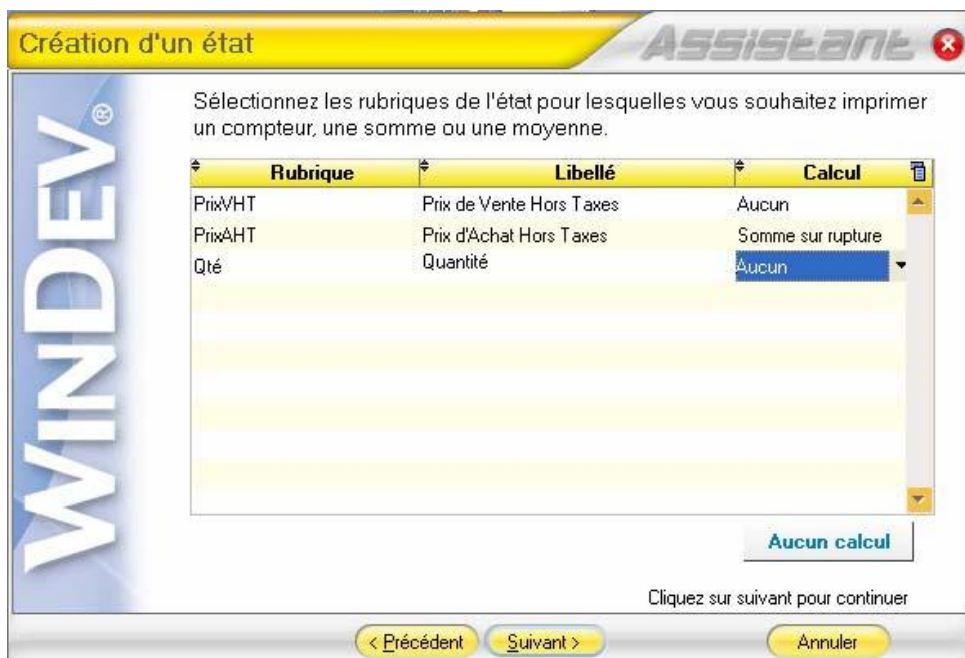 Création d'un état
Assistant
WINDEV®
Sélectionnez les rubriques de l'état pour lesquelles vous souhaitez imprimer
un compteur, une somme ou une moyenne.
Rubrique Libellé Calcul
PrixVHT Prix de Vente Hors Taxes Aucun
PrixAHT Prix d'Achat Hors Taxes Somme sur rupture
Qté Quantité Aucun
Aucun calcul
Cliquez sur suivant pour continuer
< Précédent Suivant > Annuler